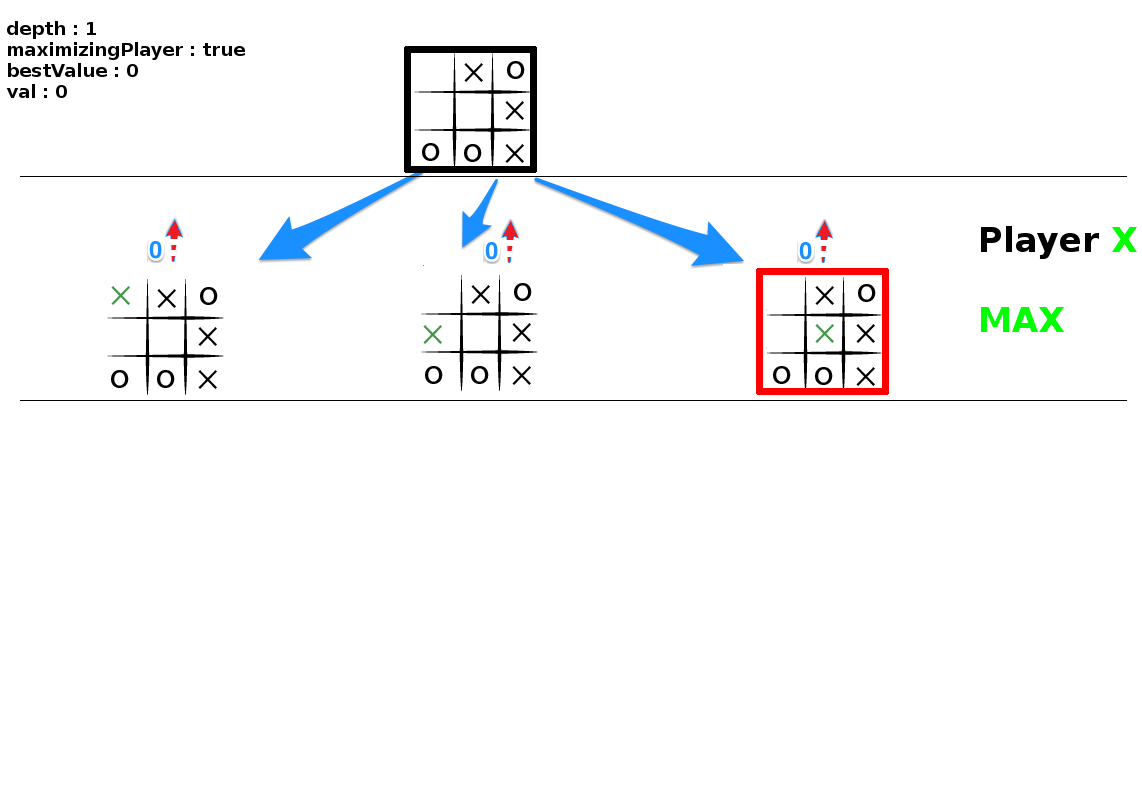 depth : 1
maximizingPlayer : true
bestValue : 0
val : 0
X O
X
O O X
Player X
0 0 0
MAX
X X O
X
O O X
X O
X X
O O X
X O
X X
O O X